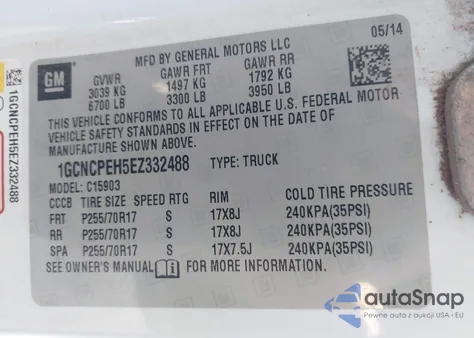 GM
MFD BY GENERAL MOTORS LLC 05/14
GVWR GAWR FRT GAWR RR
3039 KG 1497 KG 1792 KG
6700 LB 3300 LB 3950 LB
THIS VEHICLE CONFORMS TO ALL APPLICABLE U.S. FEDERAL MOTOR
VEHICLE SAFETY STANDARDS IN EFFECT ON THE DATE OF
MANUFACTURE SHOWN ABOVE.
1GCNCPEH5EZ332488 TYPE: TRUCK
MODEL: C15903
CCCB TIRE SIZE SPEED RTG RIM COLD TIRE PRESSURE
FRT P255/70R17 S 17X8J 240KPA(35PSI)
RR P255/70R17 S 17X8J 240KPA(35PSI)
SPA P255/70R17 S 17X7.5J 240KPA(35PSI)
SEE OWNER'S MANUAL FOR MORE INFORMATION
1GCNCPEH5EZ332488
autoSnap
Pewne auta z aukcji USA i EU